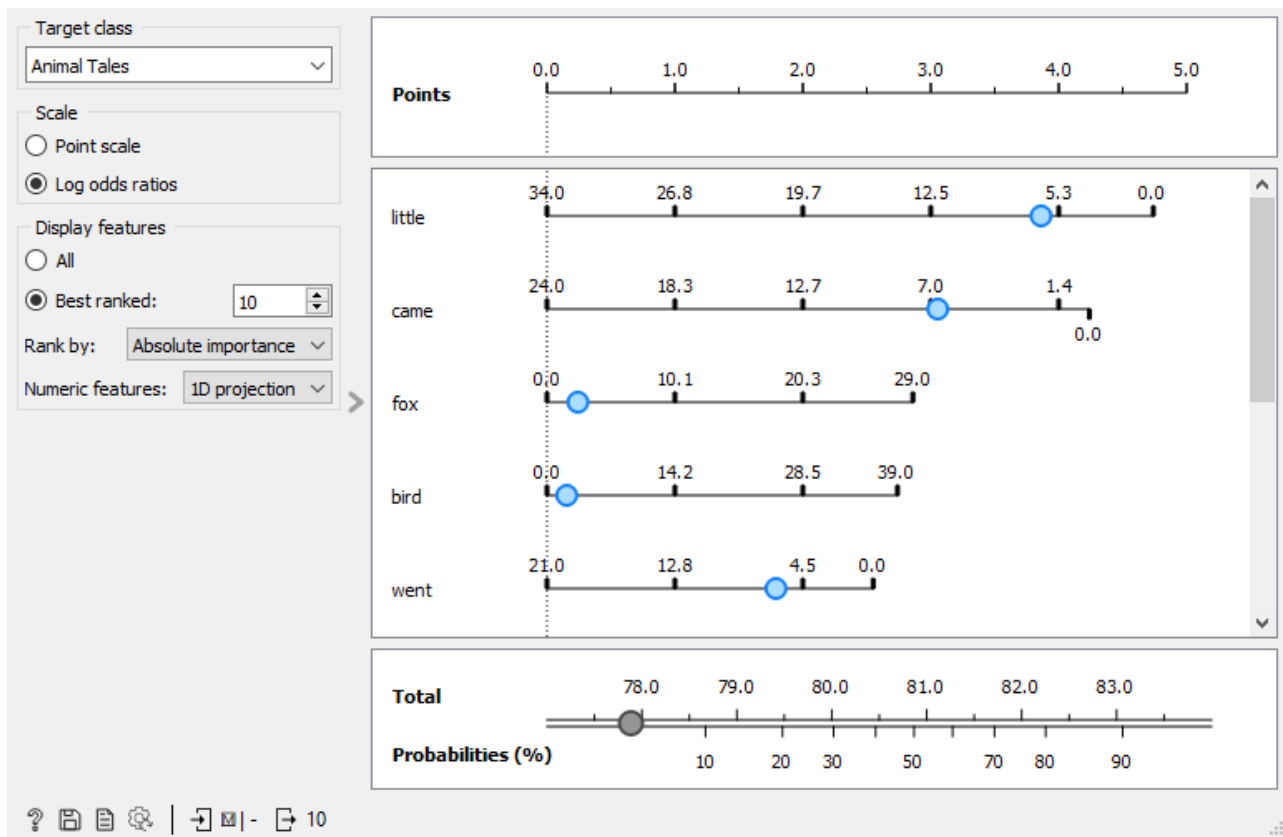 Target class
Animal Tales
Scale
Point scale
Log odds ratios
Display features
All
Best ranked: 10
Rank by: Absolute importance
Numeric features: 1D projection
0.0 1.0 2.0 3.0 4.0 5.0
Points
34.0 26.8 19.7 12.5 5.3 0.0
little
24.0 18.3 12.7 7.0 1.4
came
0.0
0.0 10.1 20.3 29.0
fox
0.0 14.2 28.5 39.0
bird
21.0 12.8 4.5 0.0
went
78.0 79.0 80.0 81.0 82.0 83.0
Total
Probabilities (%)
10 20 30 50 70 80 90
? M | - 10